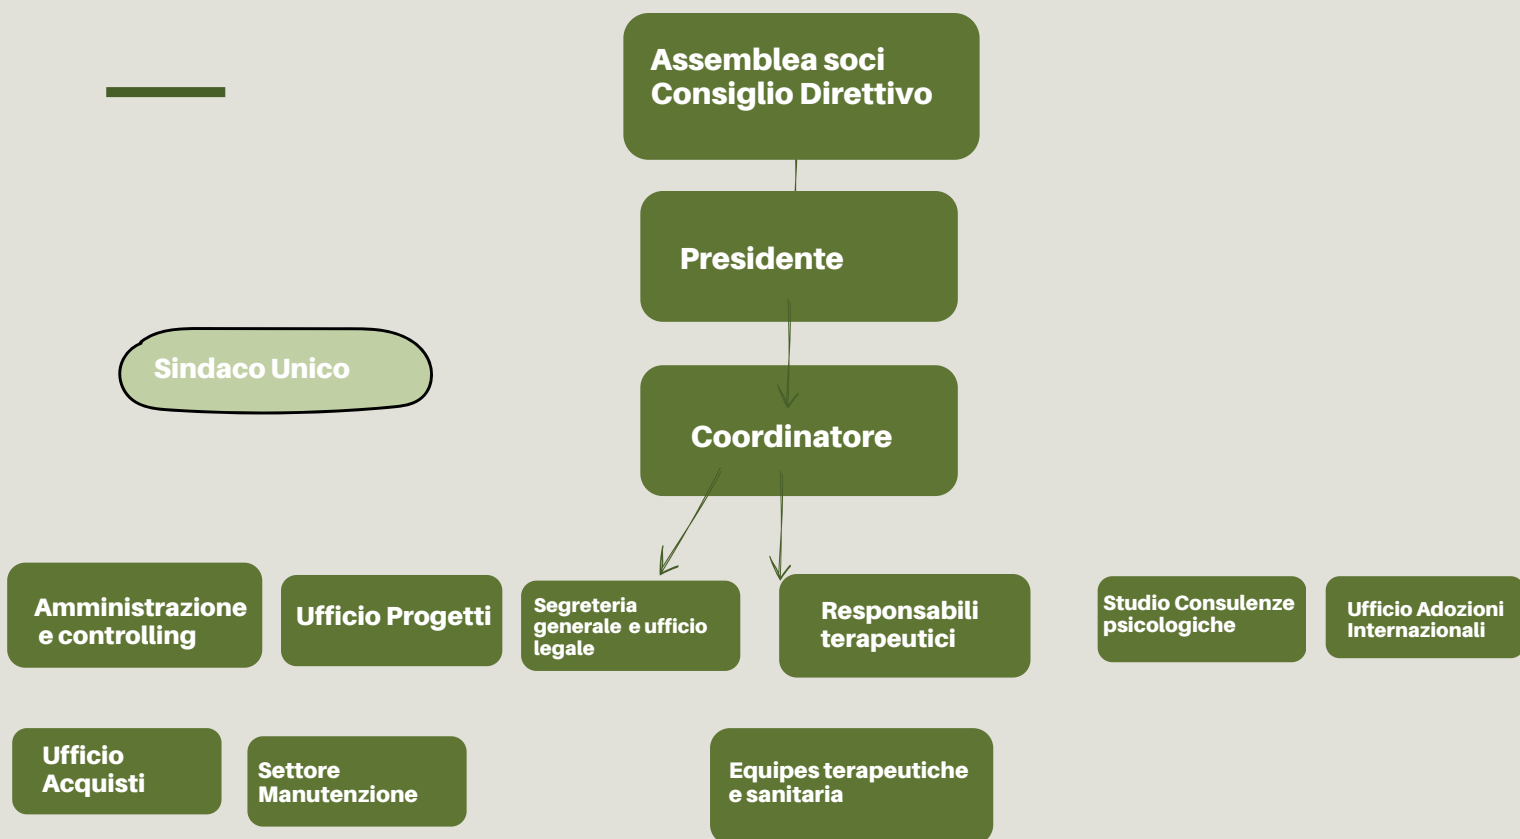 Assemblea soci
Consiglio Direttivo
Presidente
Sindaco Unico
Coordinatore
Amministrazione
e controlling
Ufficio Progetti
Segreteria
generale e ufficio
legale
Responsabili
terapeutici
Studio Consulenze
psicologiche
Ufficio Adozioni
Internazionali
Ufficio
Acquisti
Settore
Manutenzione
Equipes terapeutiche
e sanitaria